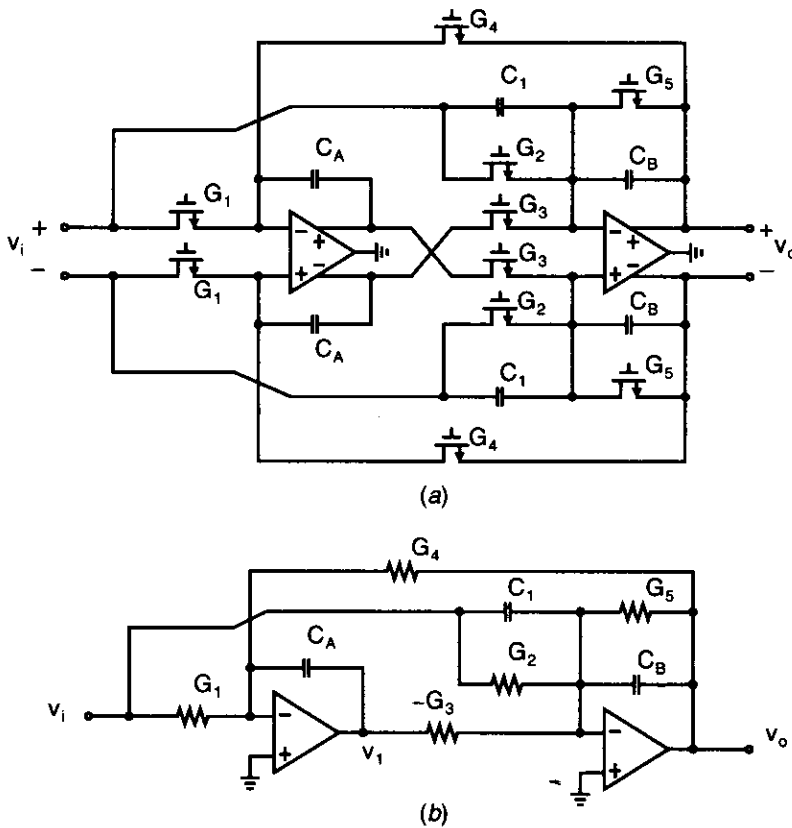 G4
C1
G5
CA
G2
CB
G1
G3
vi
+
−
−
+
+
−
−
+
+
−
+
vo
−
G3
G1
G2
CA
CB
C1
G5
G4
(a)
G4
C1
G5
CA
G2
CB
G1
vi
−
+
-G3
v1
−
+
vo
-
(b)